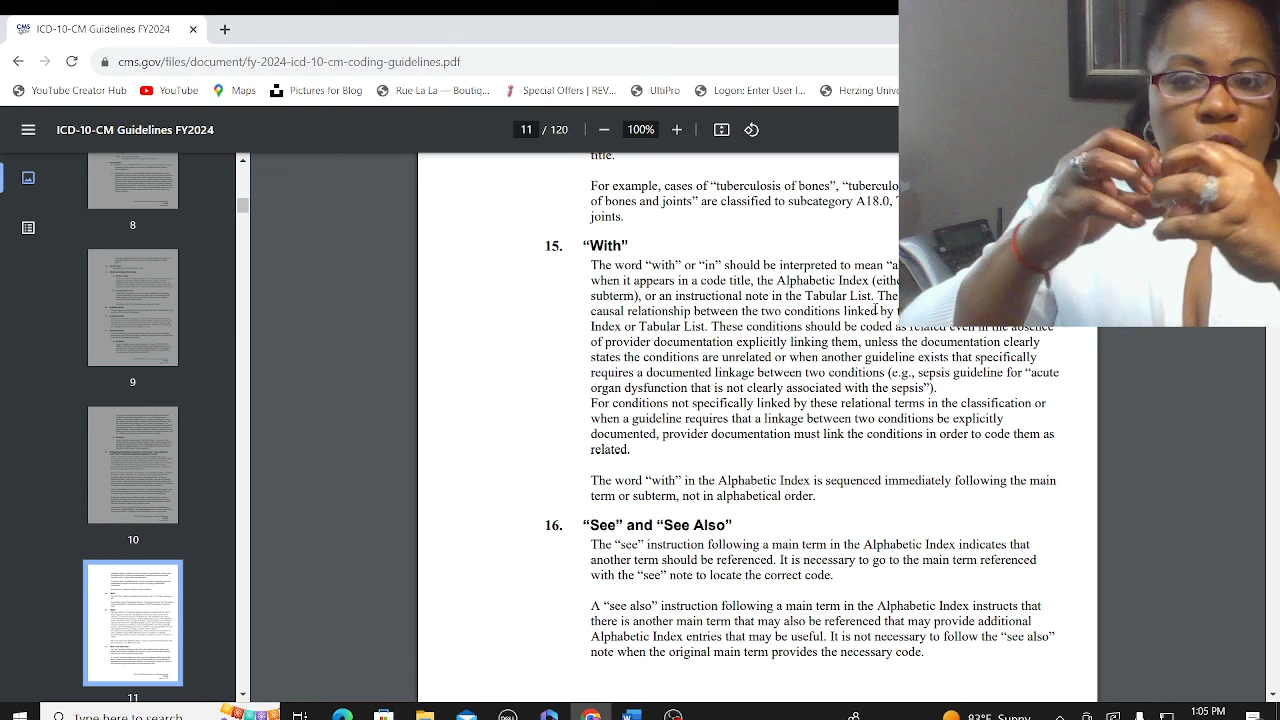 CMS.gov ICD-10-CM Guidelines FY2024
cms.gov/files/document/fy-2024-icd-10-cm-coding-guidelines.pdf
YouTube Creator Hub YouTube Maps Pictures for Blog Ooh La La — Boutiq... Special Offers | REV... UltiPro Logon: Enter User I... Herzing Unive
ICD-10-CM Guidelines FY2024 11 / 120 100%
title.
For example, cases of “tuberculosis of bones”, “tuberculo
of bones and joints” are classified to subcategory A18.0, T
joints.
8
15. “With”
The word “with” or “in” should be interpreted to mean “a
when it appears in a code title, the Alphabetic Index (eithe
subterm), or an instructional note in the Tabular List. The
causal relationship between the two conditions linked by
Index or Tabular List. These conditions should be coded as related even in the absence
of provider documentation explicitly linking them, unless the documentation clearly
states the conditions are unrelated or when another guideline exists that specifically
requires a documented linkage between two conditions (e.g., sepsis guideline for “acute
organ dysfunction that is not clearly associated with the sepsis”).
9
For conditions not specifically linked by these relational terms in the classification or
when a guideline requires that a linkage between two conditions be explicitly
documented, provider documentation must link the conditions in order to code them as
related.
The word “with” in the Alphabetic Index is sequenced immediately following the main
term or subterm, not in alphabetical order.
16. “See” and “See Also”
10
The “see” instruction following a main term in the Alphabetic Index indicates that
another term should be referenced. It is necessary to go to the main term referenced
with the “see” note to locate the correct code.
A “see also” instruction following a main term in the Alphabetic Index instructs that
there is another main term that may also be referenced that may provide additional
Alphabetic Index entries that may be useful. It is not necessary to follow the “see also”
note when the original main term provides the necessary code.
11
Type here to search 93°F Sunny 1:05 PM